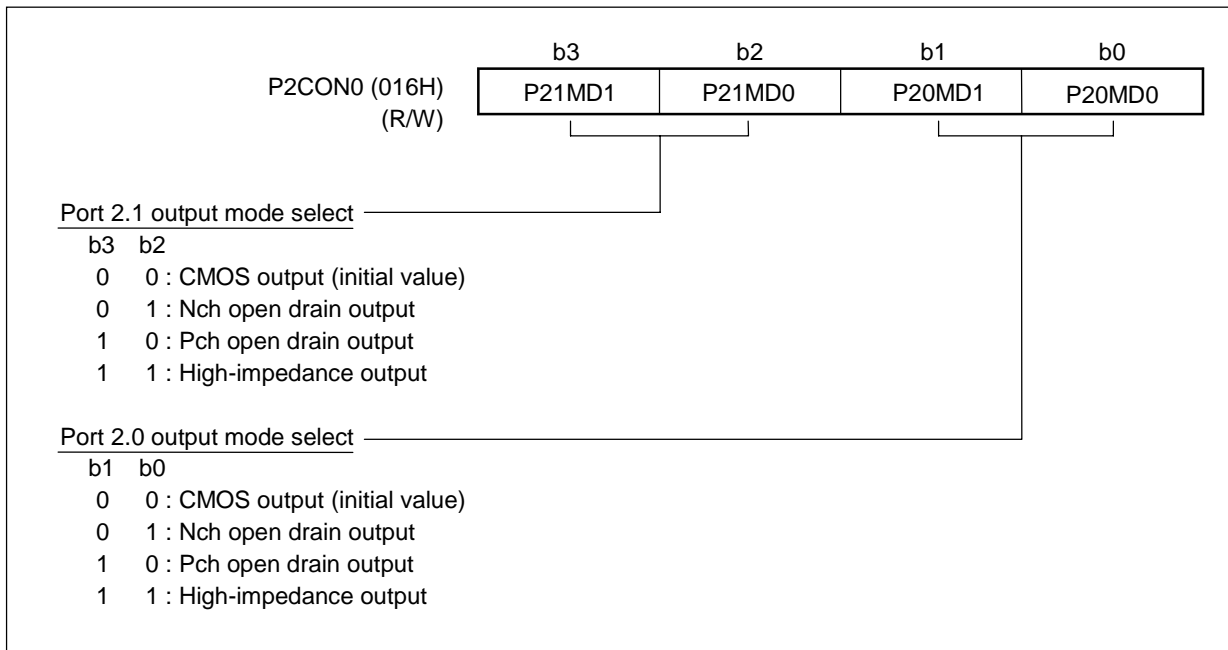 b3 b2 b1 b0
P2CON0 (016H) P21MD1 P21MD0 P20MD1 P20MD0
(R/W)
Port 2.1 output mode select
b3 b2
0 0 : CMOS output (initial value)
0 1 : Nch open drain output
1 0 : Pch open drain output
1 1 : High-impedance output
Port 2.0 output mode select
b1 b0
0 0 : CMOS output (initial value)
0 1 : Nch open drain output
1 0 : Pch open drain output
1 1 : High-impedance output